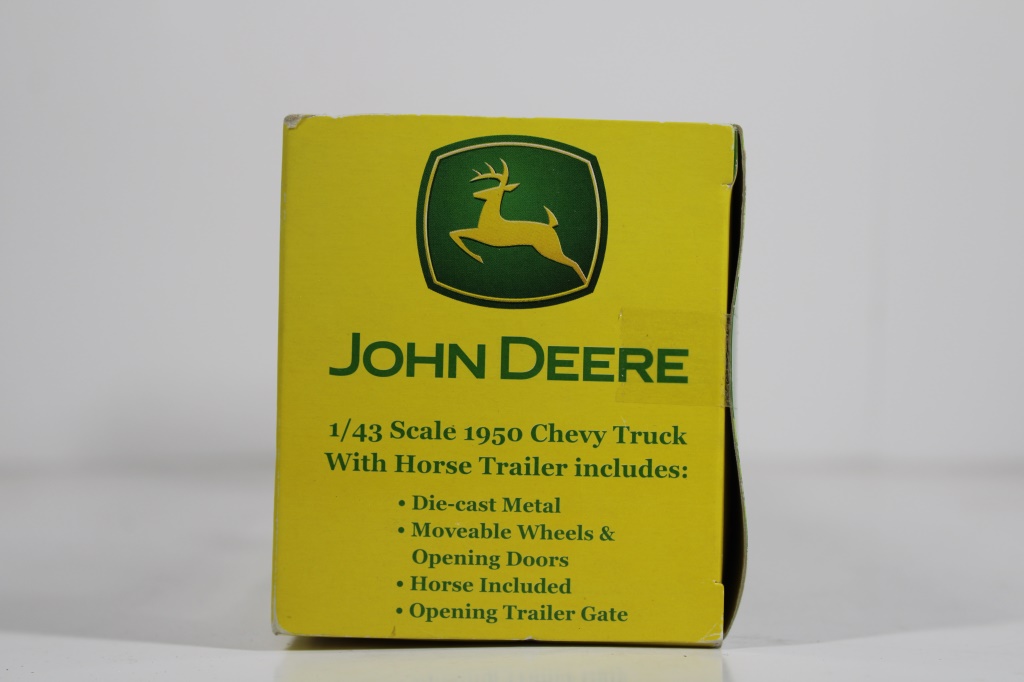 JOHN DEERE
1/43 Scale 1950 Chevy Truck
With Horse Trailer includes:
• Die-cast Metal
• Moveable Wheels &
Opening Doors
• Horse Included
• Opening Trailer Gate